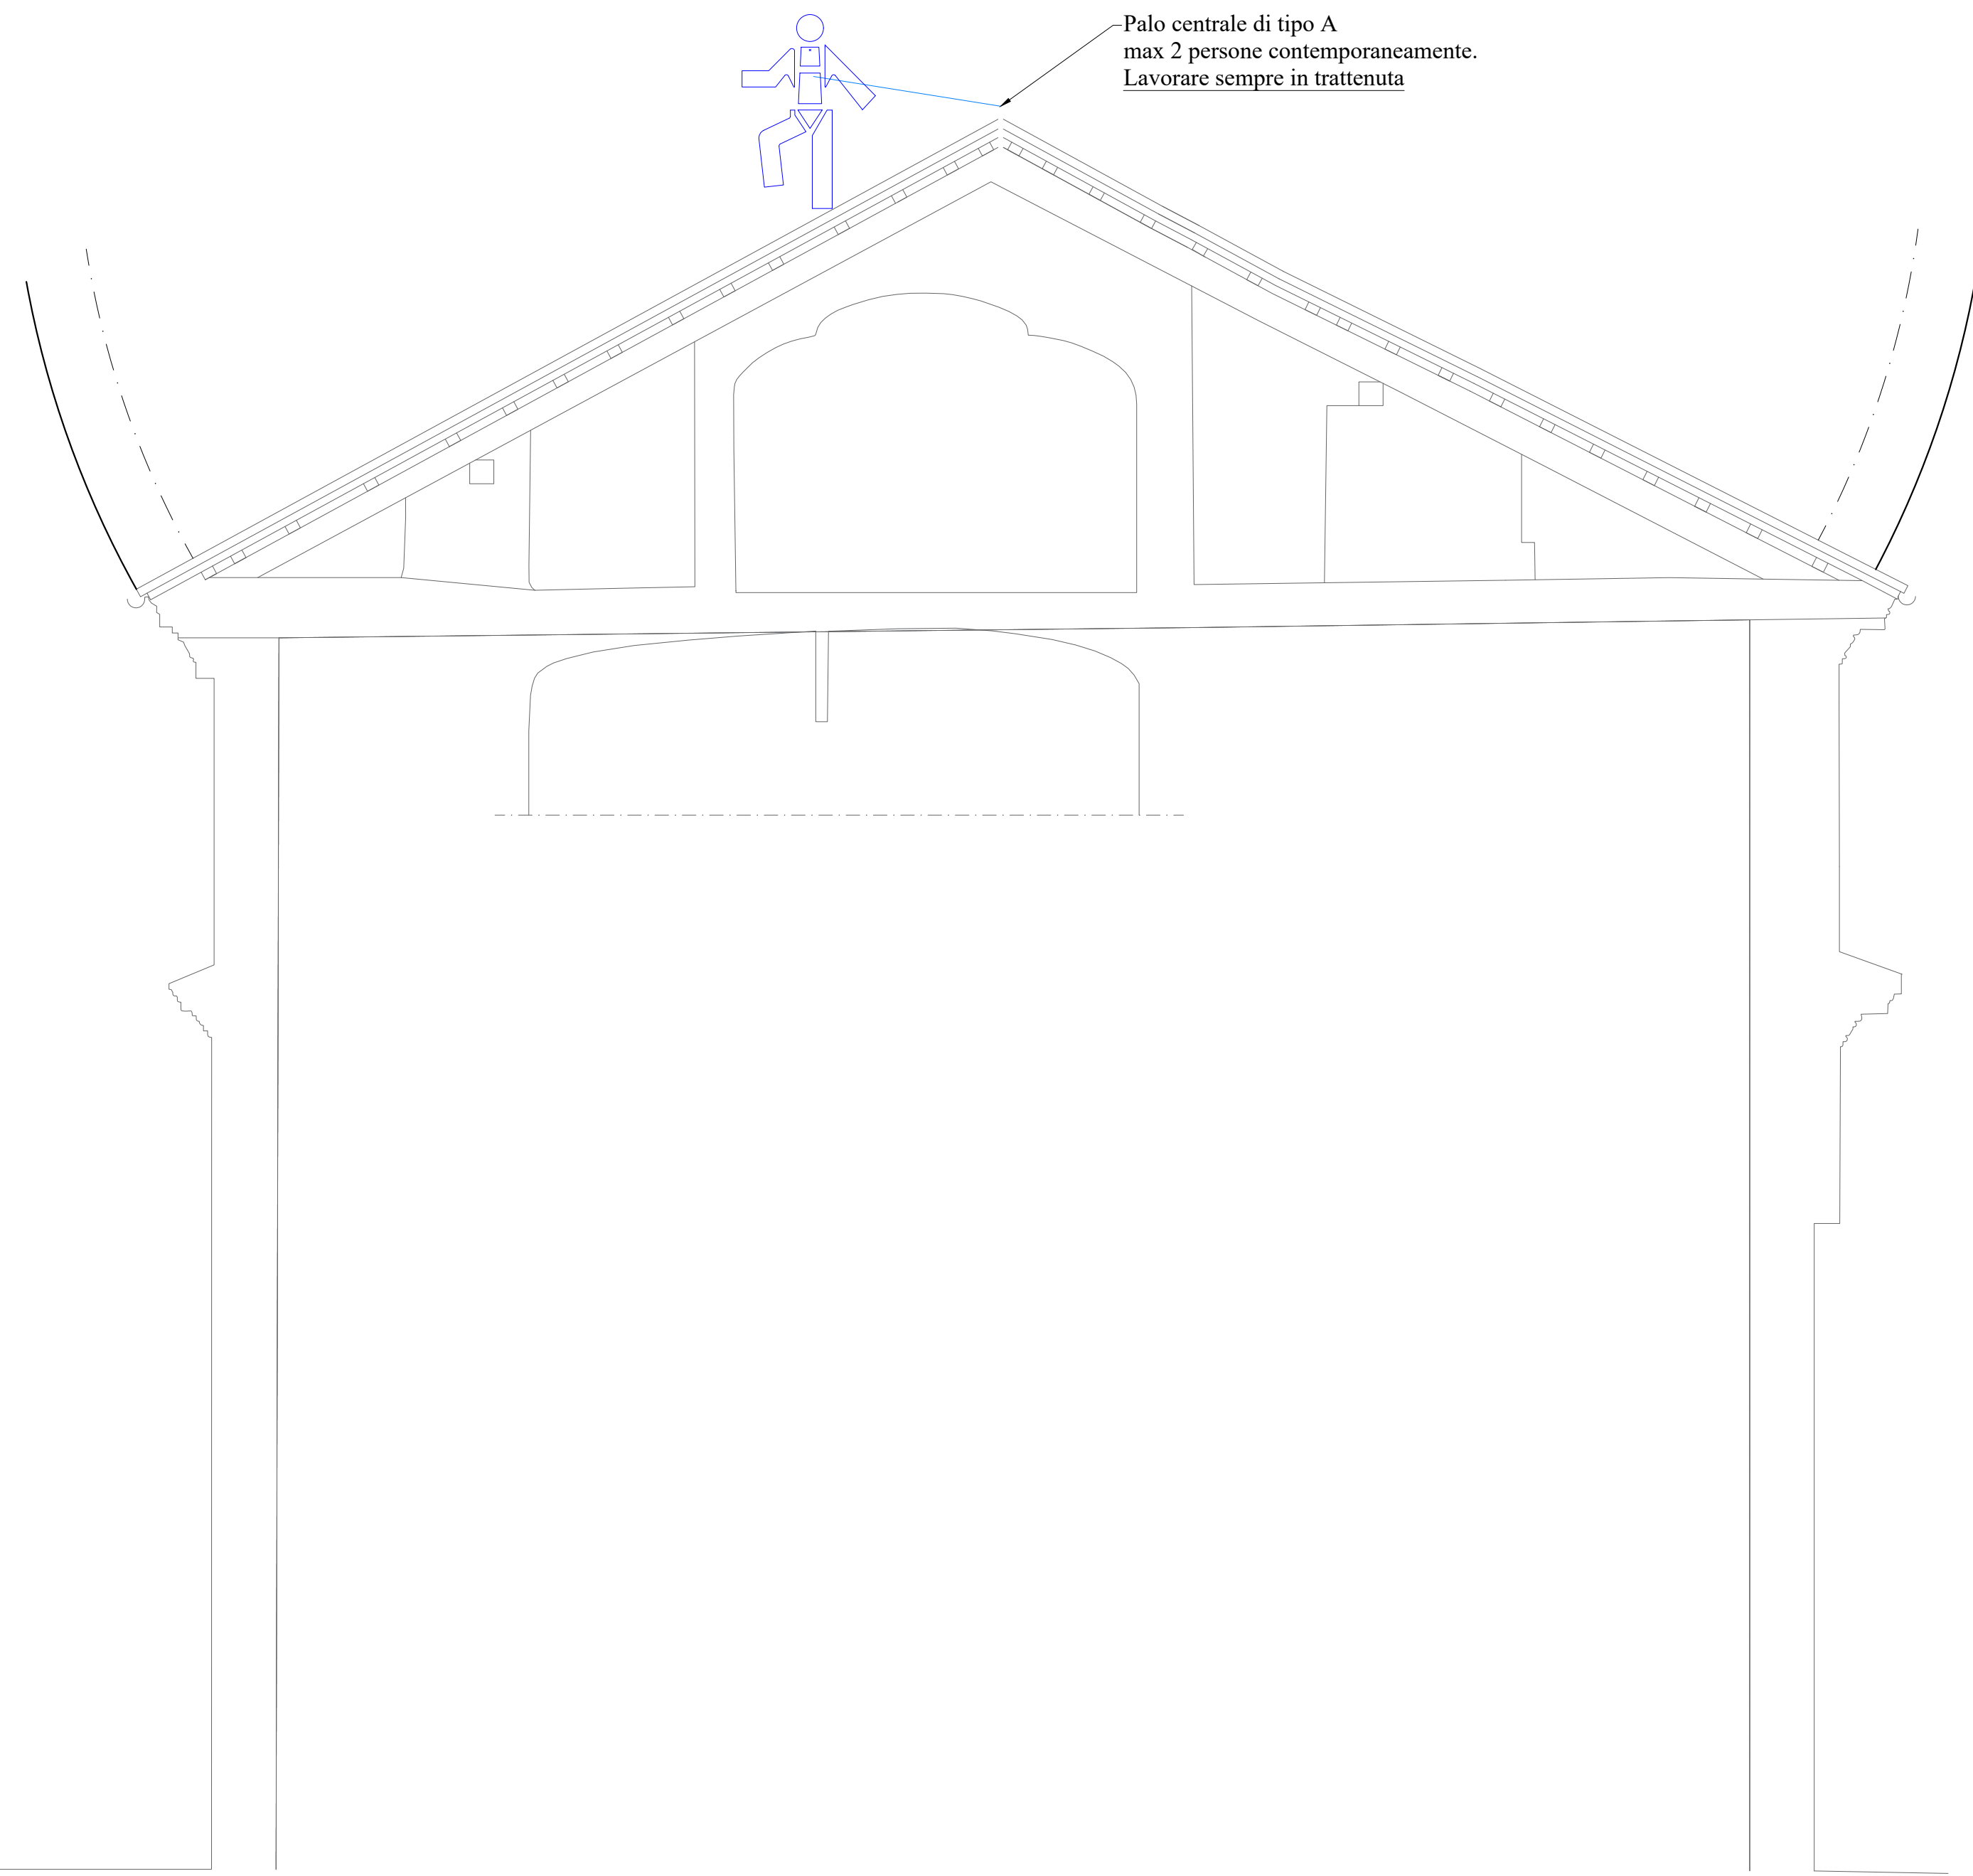 Palo centrale di tipo A
max 2 persone contemporaneamente.
Lavorare sempre in trattenuta